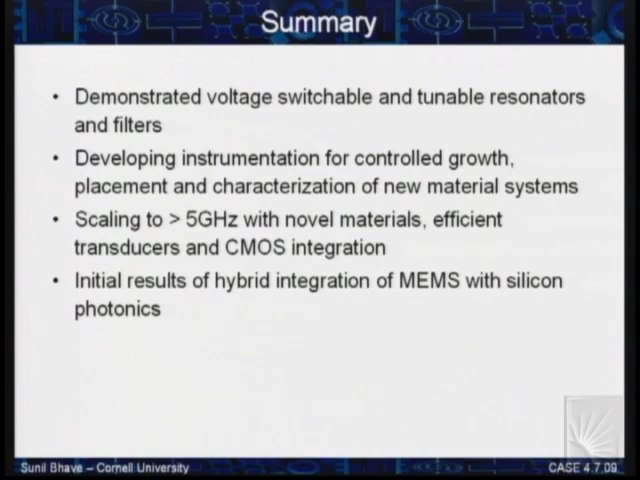 Summary
• Demonstrated voltage switchable and tunable resonators
and filters
• Developing instrumentation for controlled growth,
placement and characterization of new material systems
• Scaling to > 5GHz with novel materials, efficient
transducers and CMOS integration
• Initial results of hybrid integration of MEMS with silicon
photonics
Sunil Bhave – Cornell University
CASE 4.7.09